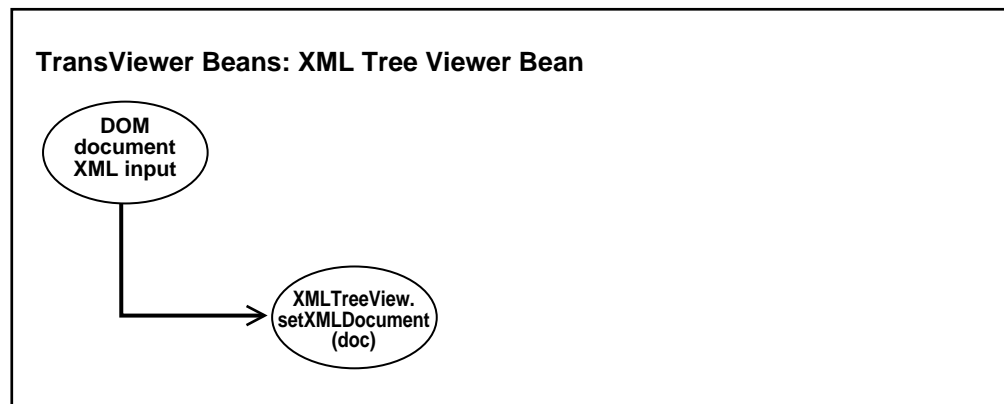 TransViewer Beans: XML Tree Viewer Bean
DOM
document
XML input
XMLTreeView.
setXMLDocument
(doc)